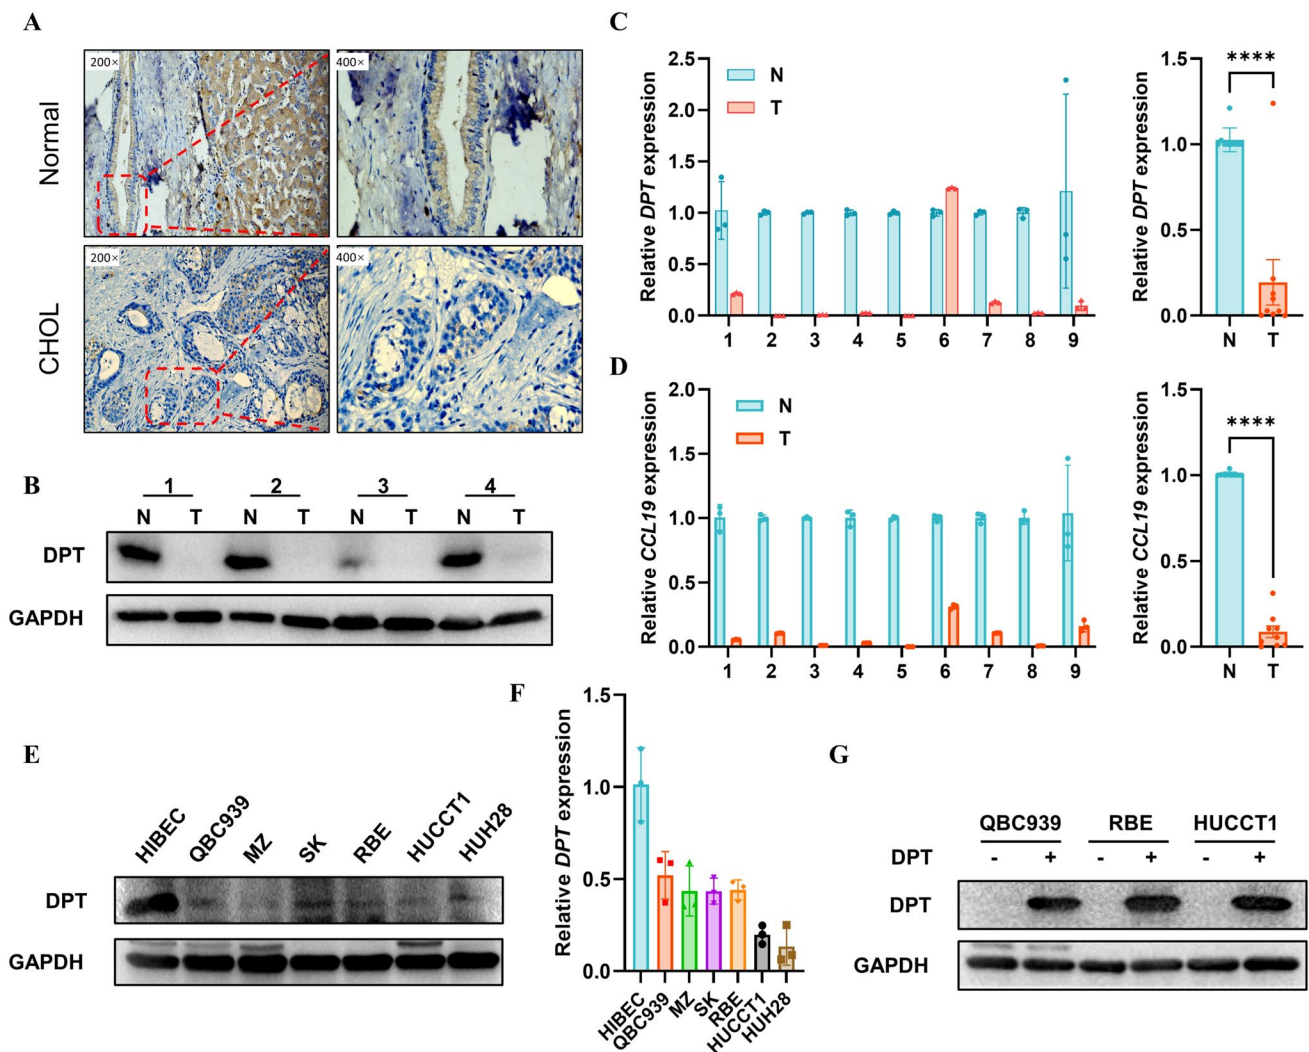 A
Normal
200×
400×
CHOL
200×
400×
B
1 2 3 4
N T N T N T N T
DPT
GAPDH
C
Relative DPT expression
2.5
2.0
1.5
1.0
0.5
0.0
N
T
1 2 3 4 5 6 7 8 9
Relative DPT expression
1.5
1.0
0.5
0.0
****
N T
D
Relative CCL19 expression
2.0
1.5
1.0
0.5
0.0
N
T
1 2 3 4 5 6 7 8 9
Relative CCL19 expression
1.5
1.0
0.5
0.0
****
N T
E
HIBEC QBC939 MZ SK RBE HUCCT1 HUH28
DPT
GAPDH
F
Relative DPT expression
1.5
1.0
0.5
0.0
HIBEC QBC939 MZ SK RBE HUCCT1 HUH28
G
QBC939 RBE HUCCT1
DPT - + - + - +
DPT
GAPDH